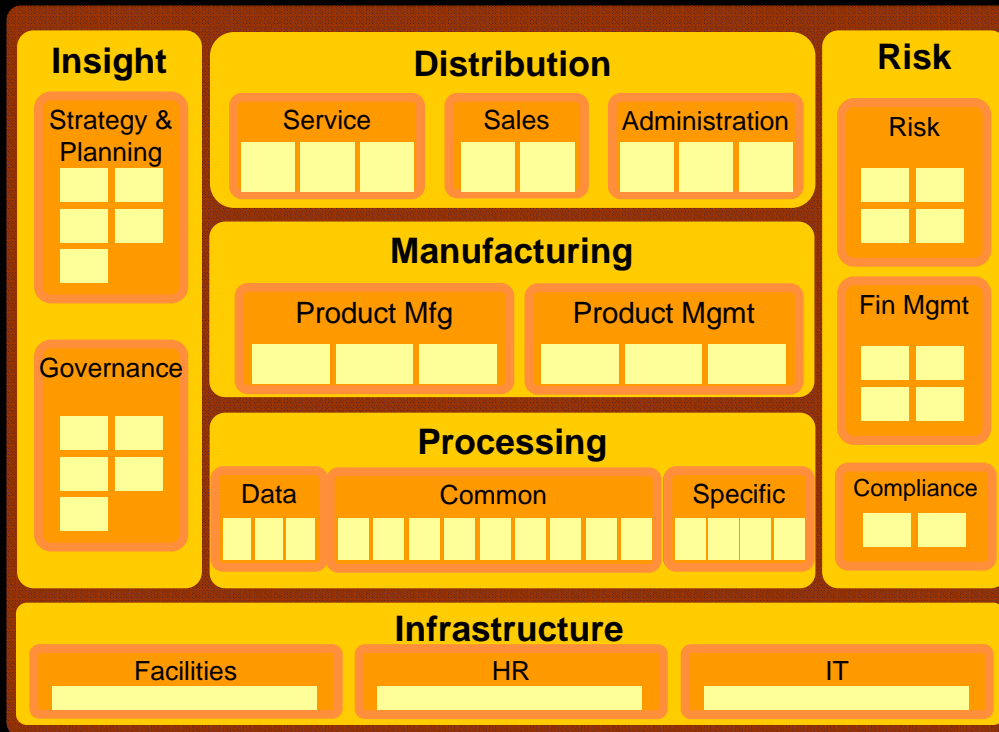 Insight
Strategy &
Planning
Governance
Distribution
Service
Sales
Administration
Manufacturing
Product Mfg
Product Mgmt
Processing
Data
Common
Specific
Risk
Risk
Fin Mgmt
Compliance
Infrastructure
Facilities
HR
IT